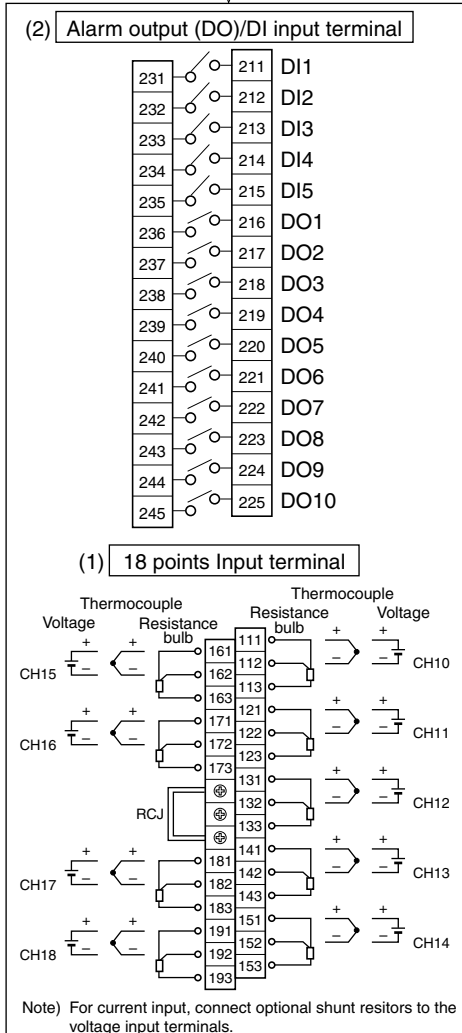 (2) Alarm output (DO)/DI input terminal
231 211 DI1
232 212 DI2
233 213 DI3
234 214 DI4
235 215 DI5
236 216 DO1
237 217 DO2
238 218 DO3
239 219 DO4
240 220 DO5
241 221 DO6
242 222 DO7
243 223 DO8
244 224 DO9
245 225 DO10
(1) 18 points Input terminal
Thermocouple Thermocouple
Voltage Resistance bulb Resistance bulb Voltage
CH15 + − + − 161 162 163
CH16 + − + − 171 172 173
RCJ
CH17 + − + − 181 182 183
CH18 + − + − 191 192 193
111 112 113 + − + − CH10
121 122 123 + − + − CH11
131 132 133 + − + − CH12
141 142 143 + − + − CH13
151 152 153 + − + − CH14
Note) For current input, connect optional shunt resitors to the
voltage input terminals.